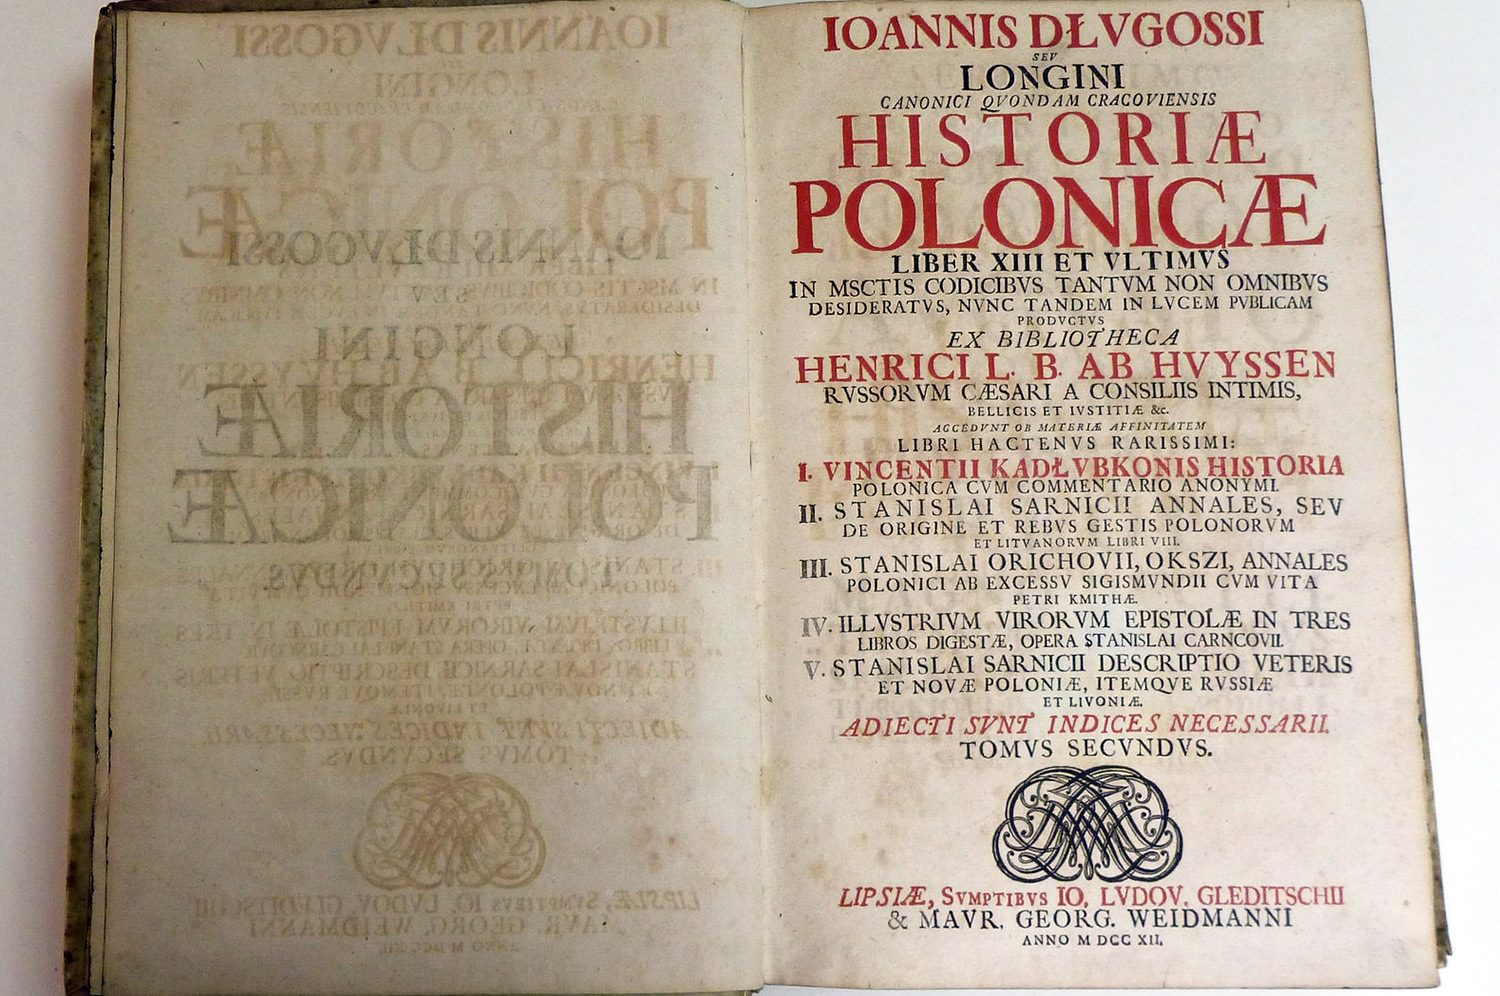 IOANNIS DŁVGOSSI
SEV
LONGINI
CANONICI QVONDAM CRACOVIENSIS
HISTORIÆ
POLONICÆ
LIBER XIII ET VLTIMVS
IN MSCTIS CODICIBVS TANTVM NON OMNIBVS
DESIDERATVS, NVNC TANDEM IN LVCEM PVBLICAM
PRODVCTVS
EX BIBLIOTHECA
HENRICI L. B. AB HVYSSEN
RVSSORVM CÆSARI A CONSILIIS INTIMIS,
BELLICIS ET IVSTITIÆ &c.
ACCEDVNT OB MATERIÆ AFFINITATEM
LIBRI HACTENVS RARISSIMI:
I. VINCENTII KADŁVBKONIS HISTORIA
POLONICA CVM COMMENTARIO ANONYMI.
II. STANISLAI SARNICII ANNALES, SEV
DE ORIGINE ET REBVS GESTIS POLONORVM
ET LITVANORVM LIBRI VIII.
III. STANISLAI ORICHOVII, OKSZI, ANNALES
POLONICI AB EXCESSV SIGISMVNDII CVM VITA
PETRI KMITHÆ.
IV. ILLVSTRIVM VIRORVM EPISTOLÆ IN TRES
LIBROS DIGESTÆ, OPERA STANISLAI CARNCOVII.
V. STANISLAI SARNICII DESCRIPTIO VETERIS
ET NOVÆ POLONIÆ, ITEMQVE RVSSIÆ
ET LIVONIÆ.
ADIECTI SVNT INDICES NECESSARII.
TOMVS SECVNDVS.
LIPSIÆ, SVMPTIBVS IO. LVDOV. GLEDITSCHII
& MAVR. GEORG. WEIDMANNI
ANNO M DCC XII.